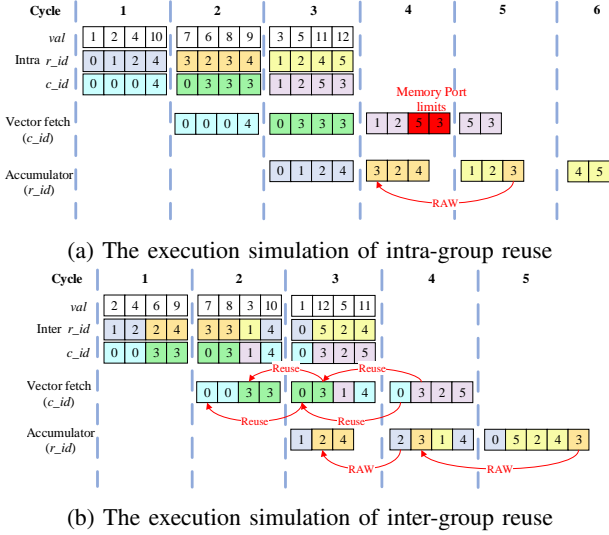 Cycle 1 2 3 4 5 6
val 1 2 4 10 7 6 8 9 3 5 11 12
Intra r_id 0 1 2 4 3 2 3 4 1 2 4 5
c_id 0 0 0 4 0 3 3 3 1 2 5 3
Memory Port
limits
Vector fetch 0 0 0 4 0 3 3 3 1 2 5 3 5 3
(c_id)
Accumulator 0 1 2 4 3 2 4 1 2 3 4 5
(r_id)
RAW
(a) The execution simulation of intra-group reuse
Cycle 1 2 3 4 5
val 2 4 6 9 7 8 3 10 1 12 5 11
Inter r_id 1 2 2 4 3 3 1 4 0 5 2 4
c_id 0 0 3 3 0 3 1 4 0 3 2 5
Reuse Reuse
Vector fetch 0 0 3 3 0 3 1 4 0 3 2 5
(c_id)
Reuse Reuse
Accumulator 1 2 4 2 3 1 4 0 5 2 4 3
(r_id)
RAW RAW
(b) The execution simulation of inter-group reuse